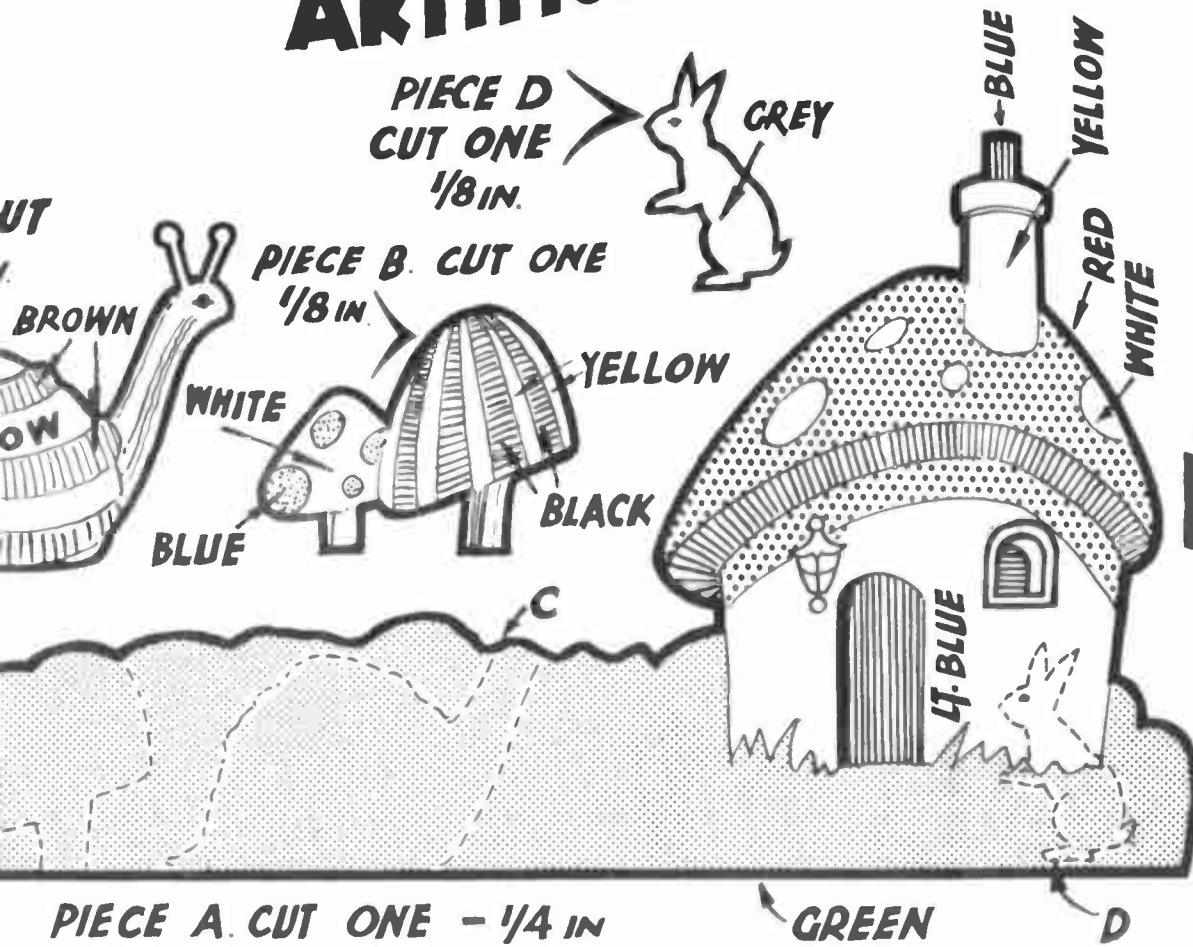 PIECE D
CUT ONE
1/8 IN.
GREY
BLUE
YELLOW
RED
WHITE
PIECE B. CUT ONE
1/8 IN.
BROWN
WHITE
YELLOW
BLACK
BLUE
C
LT. BLUE
PIECE A. CUT ONE - 1/4 IN
GREEN
D